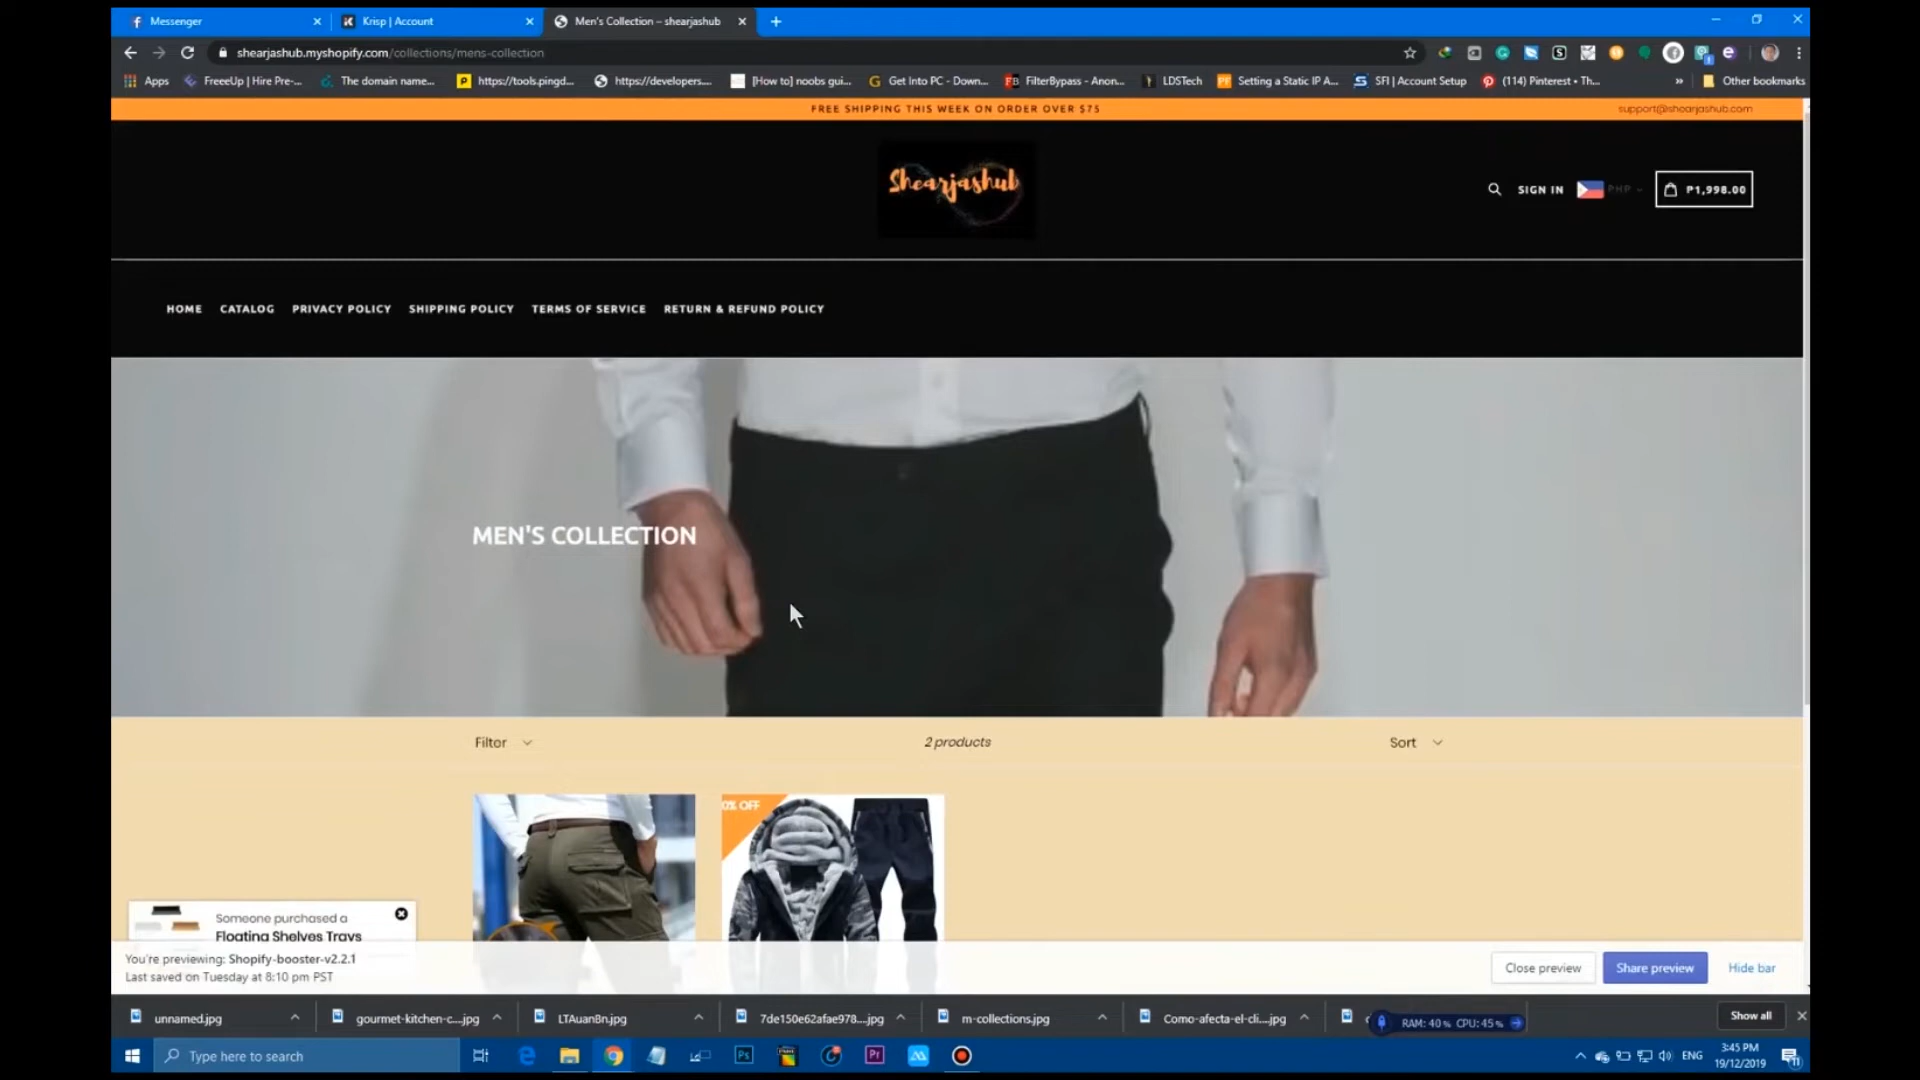 Messenger
Krisp | Account
Men's Collection – shearjashub
shearjashub.myshopify.com/collections/mens-collection
Apps
FreeeUp | Hire Pre-...
The domain name...
https://tools.pingd...
https://developers....
[How to] noobs gui...
Get Into PC - Down...
FilterBypass - Anon...
LDSTech
Setting a Static IP A...
SFI | Account Setup
(114) Pinterest • Th...
Other bookmarks
FREE SHIPPING THIS WEEK ON ORDER OVER $75
support@shearjashub.com
Shearjashub
SIGN IN
PHP
₱1,998.00
HOME
CATALOG
PRIVACY POLICY
SHIPPING POLICY
TERMS OF SERVICE
RETURN & REFUND POLICY
MEN'S COLLECTION
Filter
2 products
Sort
0% OFF
Someone purchased a
Floating Shelves Trays
You're previewing: Shopify-booster-v2.2.1
Last saved on Tuesday at 8:10 pm PST
Close preview
Share preview
Hide bar
unnamed.jpg
gourmet-kitchen-c....jpg
LTAuan8n.jpg
7de150e62afae978....jpg
m-collections.jpg
Como-afecta-el-cli....jpg
RAM: 40% CPU: 45%
Show all
Type here to search
ENG
3:45 PM
19/12/2019